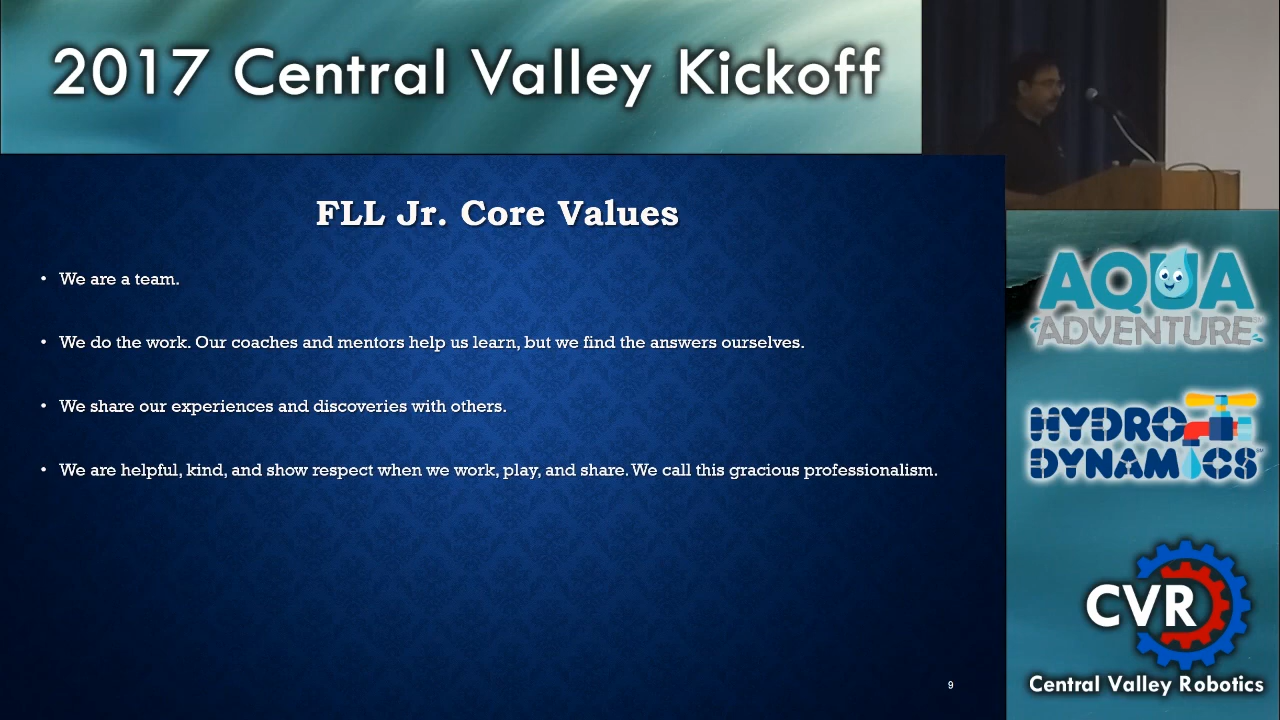 2017 Central Valley Kickoff
FLL Jr. Core Values
• We are a team.
• We do the work. Our coaches and mentors help us learn, but we find the answers ourselves.
• We share our experiences and discoveries with others.
• We are helpful, kind, and show respect when we work, play, and share. We call this gracious professionalism.
9
AQUA
ADVENTURE
HYDRO
DYNAMICS
CVR
Central Valley Robotics